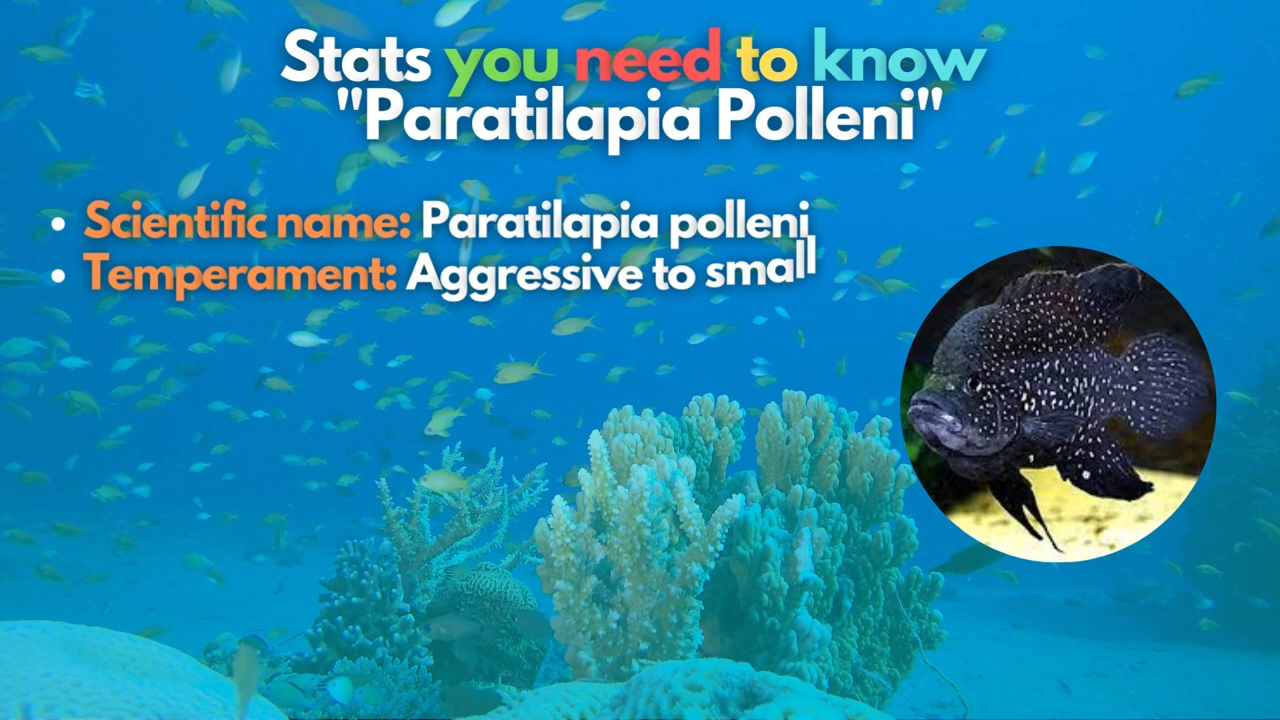 Stats you need to know
"Paratilapia Polleni"
• Scientific name: Paratilapia polleni
• Temperament: Aggressive to small